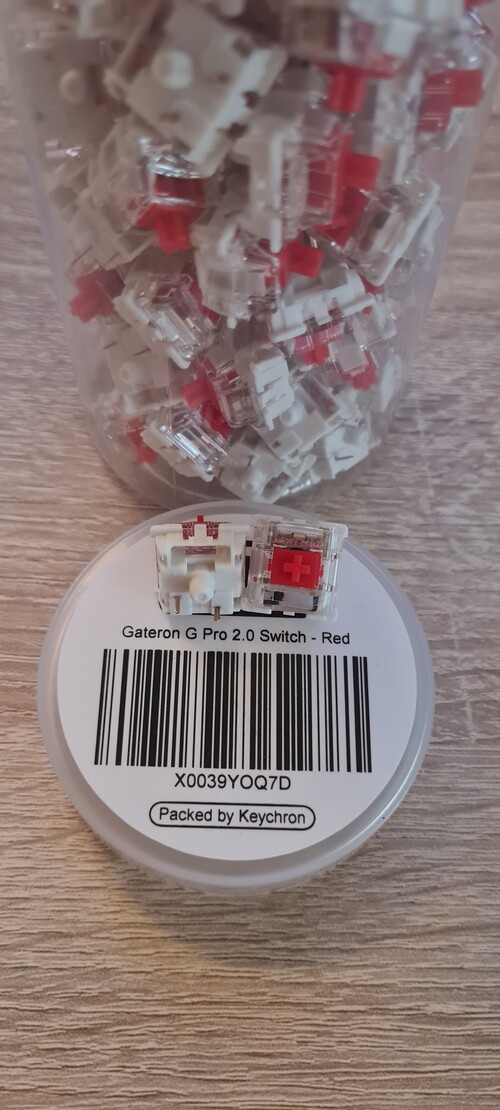 Gateron G Pro 2.0 Switch - Red
X0039YOQ7D
Packed by Keychron